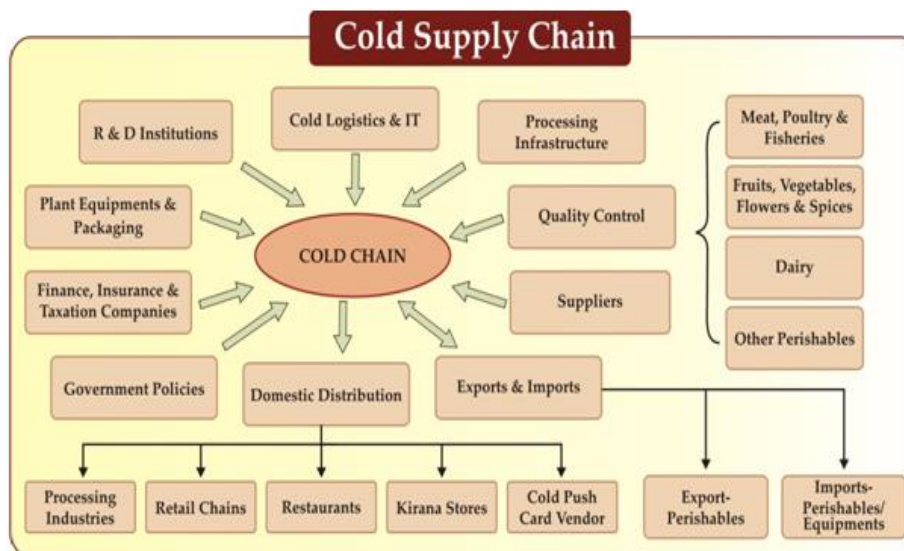 Cold Supply Chain
R & D Institutions
Cold Logistics & IT
Processing
Infrastructure
Meat, Poultry &
Fisheries
Plant Equipments &
Packaging
Quality Control
Fruits, Vegetables,
Flowers & Spices
COLD CHAIN
Dairy
Finance, Insurance &
Taxation Companies
Suppliers
Other Perishables
Government Policies
Domestic Distribution
Exports & Imports
Processing
Industries
Retail Chains
Restaurants
Kirana Stores
Cold Push
Card Vendor
Export-
Perishables
Imports-
Perishables/
Equipments